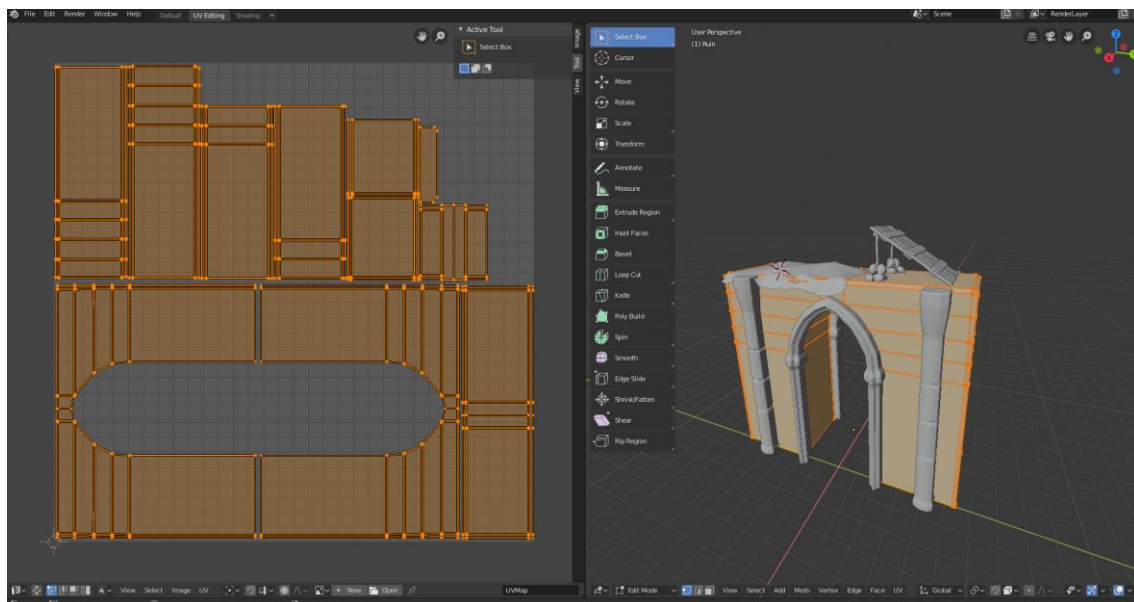 File Edit Render Window Help Default UV Editing Shading + Scene RenderLayer
Active Tool
Select Box
Image
Tool
View
Select Box
Cursor
Move
Rotate
Scale
Transform
Annotate
Measure
Extrude Region
Inset Faces
Bevel
Loop Cut
Knife
Poly Build
Spin
Smooth
Edge Slide
Shrink/Fatten
Shear
Rip Region
User Perspective
(1) Ruin
Z
Y
X
View Select Image UV + New Open UVMap
Edit Mode View Select Add Mesh Vertex Edge Face UV Global